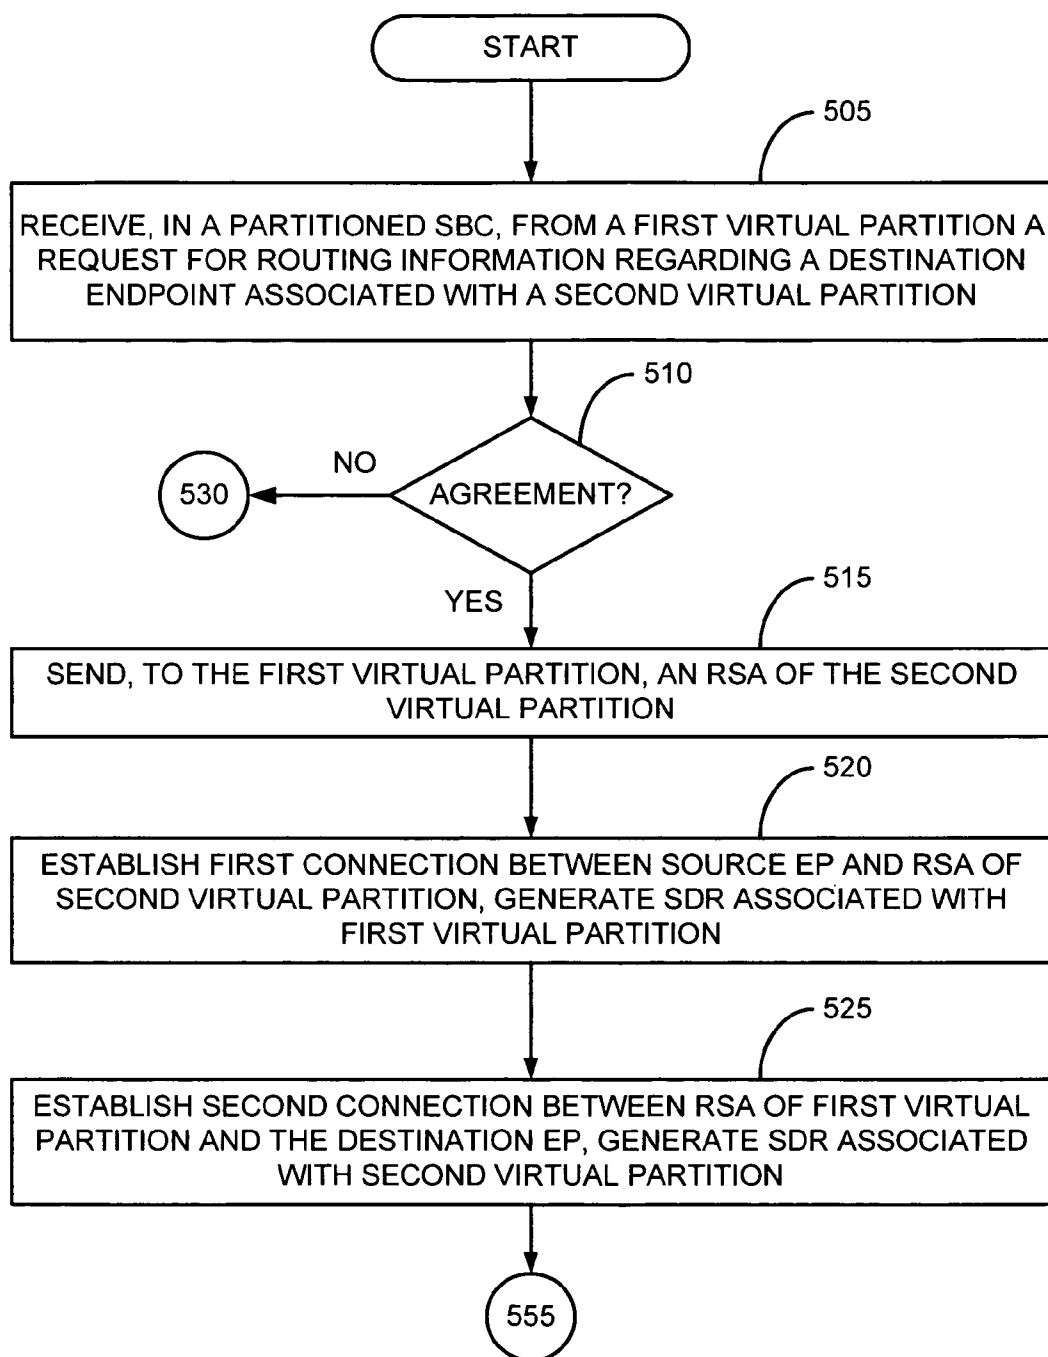 START
505
RECEIVE, IN A PARTITIONED SBC, FROM A FIRST VIRTUAL PARTITION A
REQUEST FOR ROUTING INFORMATION REGARDING A DESTINATION
ENDPOINT ASSOCIATED WITH A SECOND VIRTUAL PARTITION
510
NO
530
AGREEMENT?
YES
515
SEND, TO THE FIRST VIRTUAL PARTITION, AN RSA OF THE SECOND
VIRTUAL PARTITION
520
ESTABLISH FIRST CONNECTION BETWEEN SOURCE EP AND RSA OF
SECOND VIRTUAL PARTITION, GENERATE SDR ASSOCIATED WITH
FIRST VIRTUAL PARTITION
525
ESTABLISH SECOND CONNECTION BETWEEN RSA OF FIRST VIRTUAL
PARTITION AND THE DESTINATION EP, GENERATE SDR ASSOCIATED
WITH SECOND VIRTUAL PARTITION
555